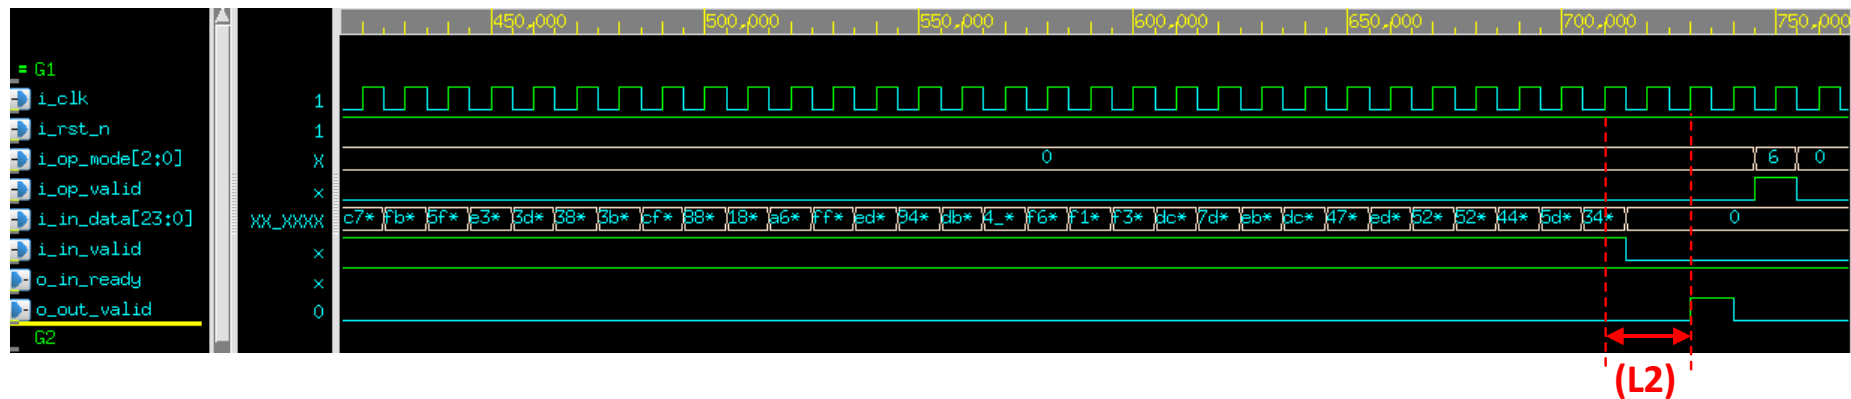 450,000 500,000 550,000 600,000 650,000 700,000 750,000
= G1
i_clk 1
i_rst_n 1
i_op_mode[2:0] X 0 6 0
i_op_valid x
i_in_data[23:0] XX_XXXX c7* fb* 5f* e3* 3d* 38* 3b* cf* 88* 18* a6* ff* ed* 94* db* 4_* f6* f1* f3* dc* 7d* eb* dc* 47* ed* 52* 52* 44* 5d* 34* 0
i_in_valid x
o_in_ready x
o_out_valid 0
G2
(L2)